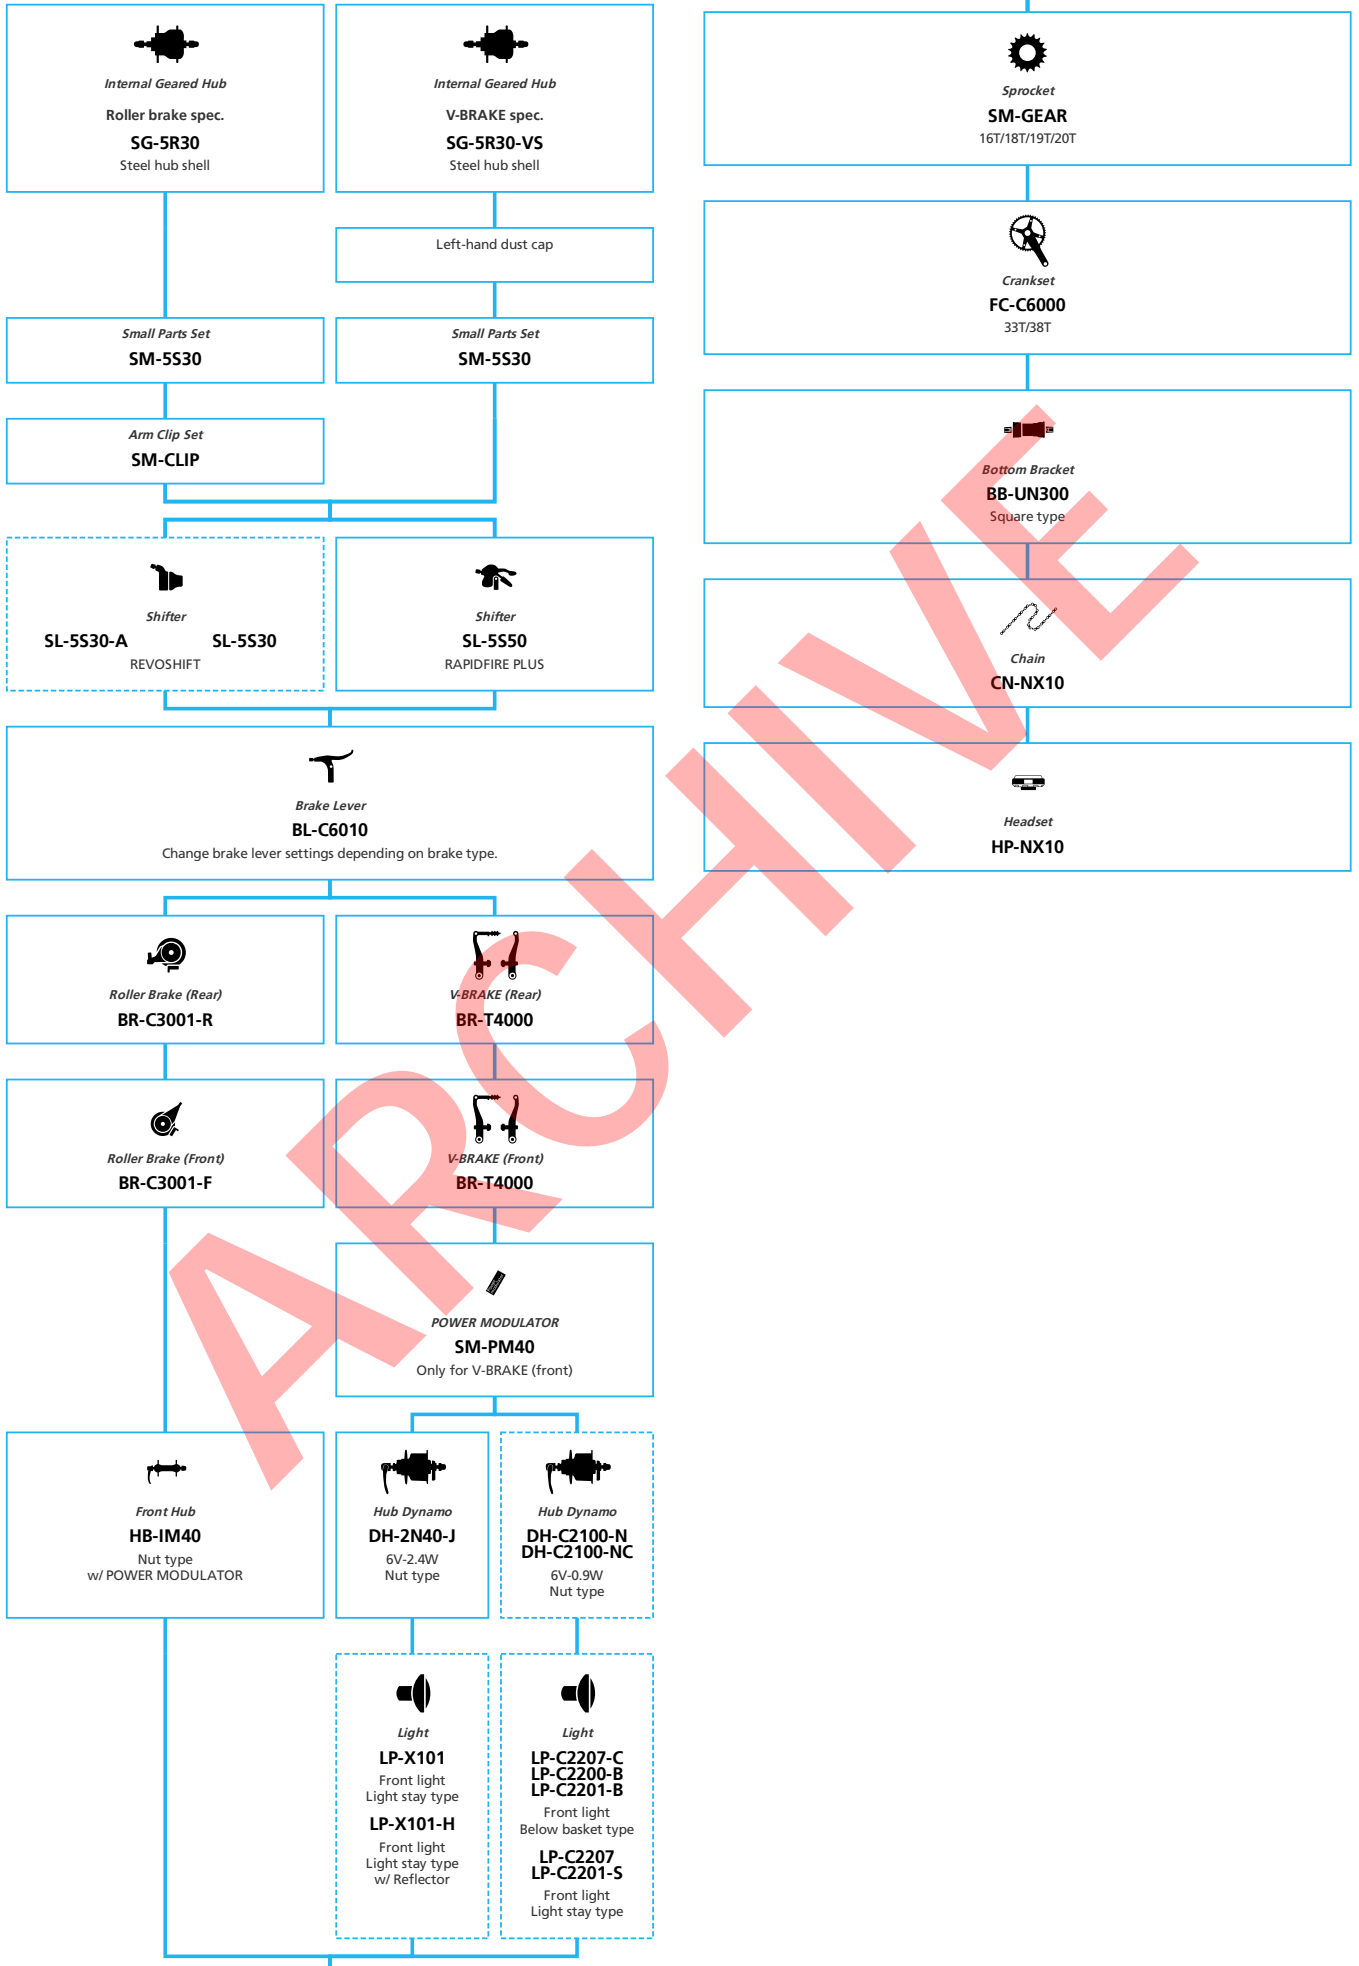 Internal Geared Hub
Roller brake spec.
SG-5R30
Steel hub shell
Internal Geared Hub
V-BRAKE spec.
SG-5R30-VS
Steel hub shell
Left-hand dust cap
Small Parts Set
SM-5S30
Small Parts Set
SM-5S30
Arm Clip Set
SM-CLIP
Shifter
SL-5S30-A SL-5S30
REVOSHIFT
Shifter
SL-5S50
RAPIDFIRE PLUS
Brake Lever
BL-C6010
Change brake lever settings depending on brake type.
Roller Brake (Rear)
BR-C3001-R
V-BRAKE (Rear)
BR-T4000
Roller Brake (Front)
BR-C3001-F
V-BRAKE (Front)
BR-T4000
POWER MODULATOR
SM-PM40
Only for V-BRAKE (front)
Front Hub
HB-IM40
Nut type
w/ POWER MODULATOR
Hub Dynamo
DH-2N40-J
6V-2.4W
Nut type
Hub Dynamo
DH-C2100-N
DH-C2100-NC
6V-0.9W
Nut type
Light
LP-X101
Front light
Light stay type
LP-X101-H
Front light
Light stay type
w/ Reflector
Light
LP-C2207-C
LP-C2200-B
LP-C2201-B
Front light
Below basket type
LP-C2207
LP-C2201-S
Front light
Light stay type
Sprocket
SM-GEAR
16T/18T/19T/20T
Crankset
FC-C6000
33T/38T
Bottom Bracket
BB-UN300
Square type
Chain
CN-NX10
Headset
HP-NX10
ARCHIVE